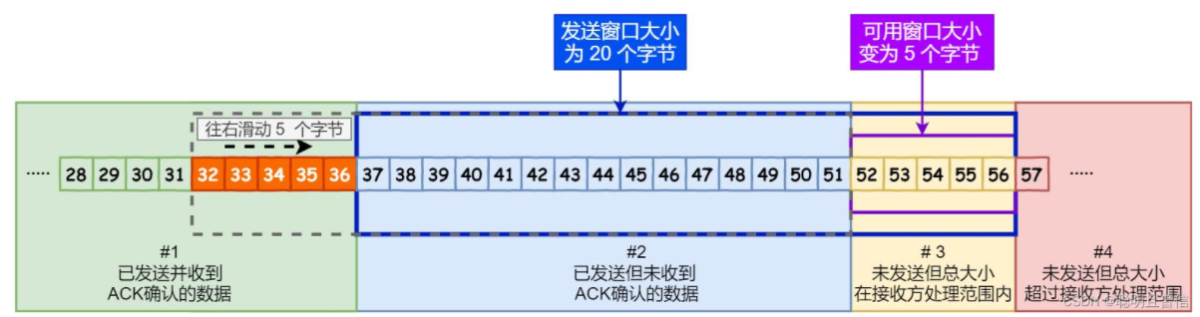 发送窗口大小
为 20 个字节
可用窗口大小
变为 5 个字节
往右滑动 5 个字节
..... 28 29 30 31 32 33 34 35 36 37 38 39 40 41 42 43 44 45 46 47 48 49 50 51 52 53 54 55 56 57 .....
#1
已发送并收到
ACK确认的数据
#2
已发送但未收到
ACK确认的数据
# 3
未发送但总大小
在接收方处理范围内
#4
未发送但总大小
超过接收方处理范围
CSDN @聪明且智信